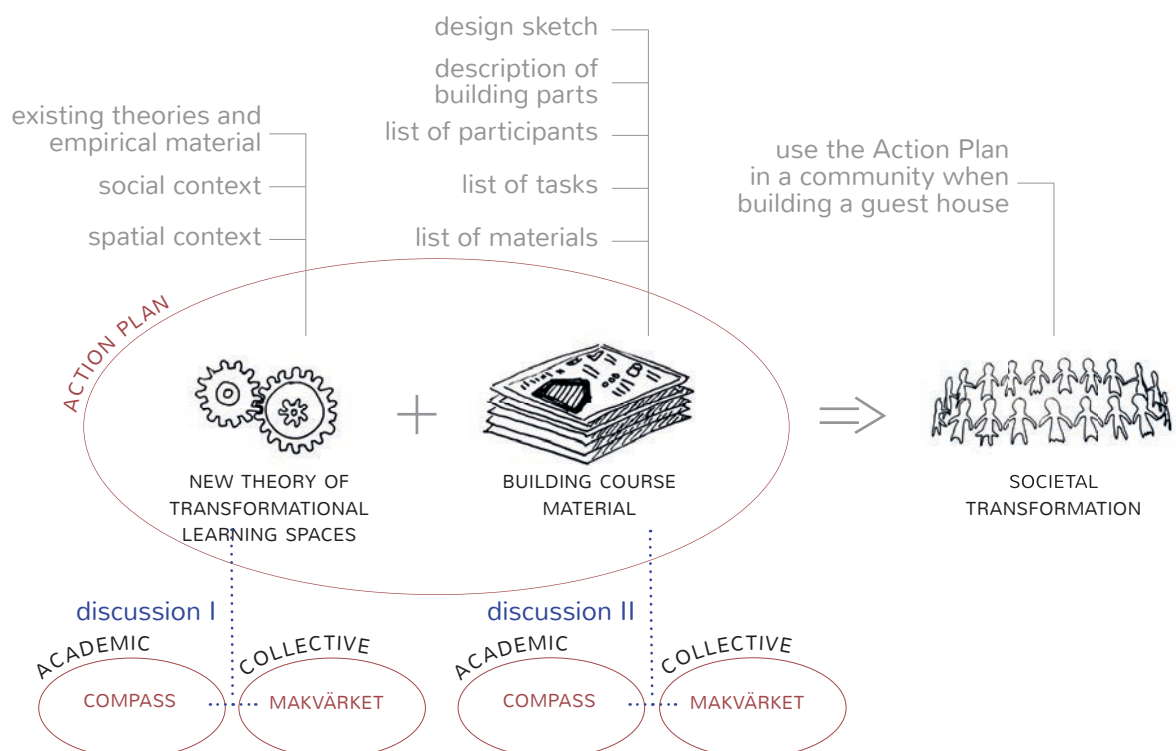 design sketch
description of
building parts
list of participants
list of tasks
list of materials
existing theories and
empirical material
social context
spatial context
use the Action Plan
in a community when
building a guest house
ACTION PLAN
NEW THEORY OF
TRANSFORMATIONAL
LEARNING SPACES
+
BUILDING COURSE
MATERIAL
SOCIETAL
TRANSFORMATION
discussion I
ACADEMIC
COLLECTIVE
COMPASS
MAKVÄRKET
discussion II
ACADEMIC
COLLECTIVE
COMPASS
MAKVÄRKET